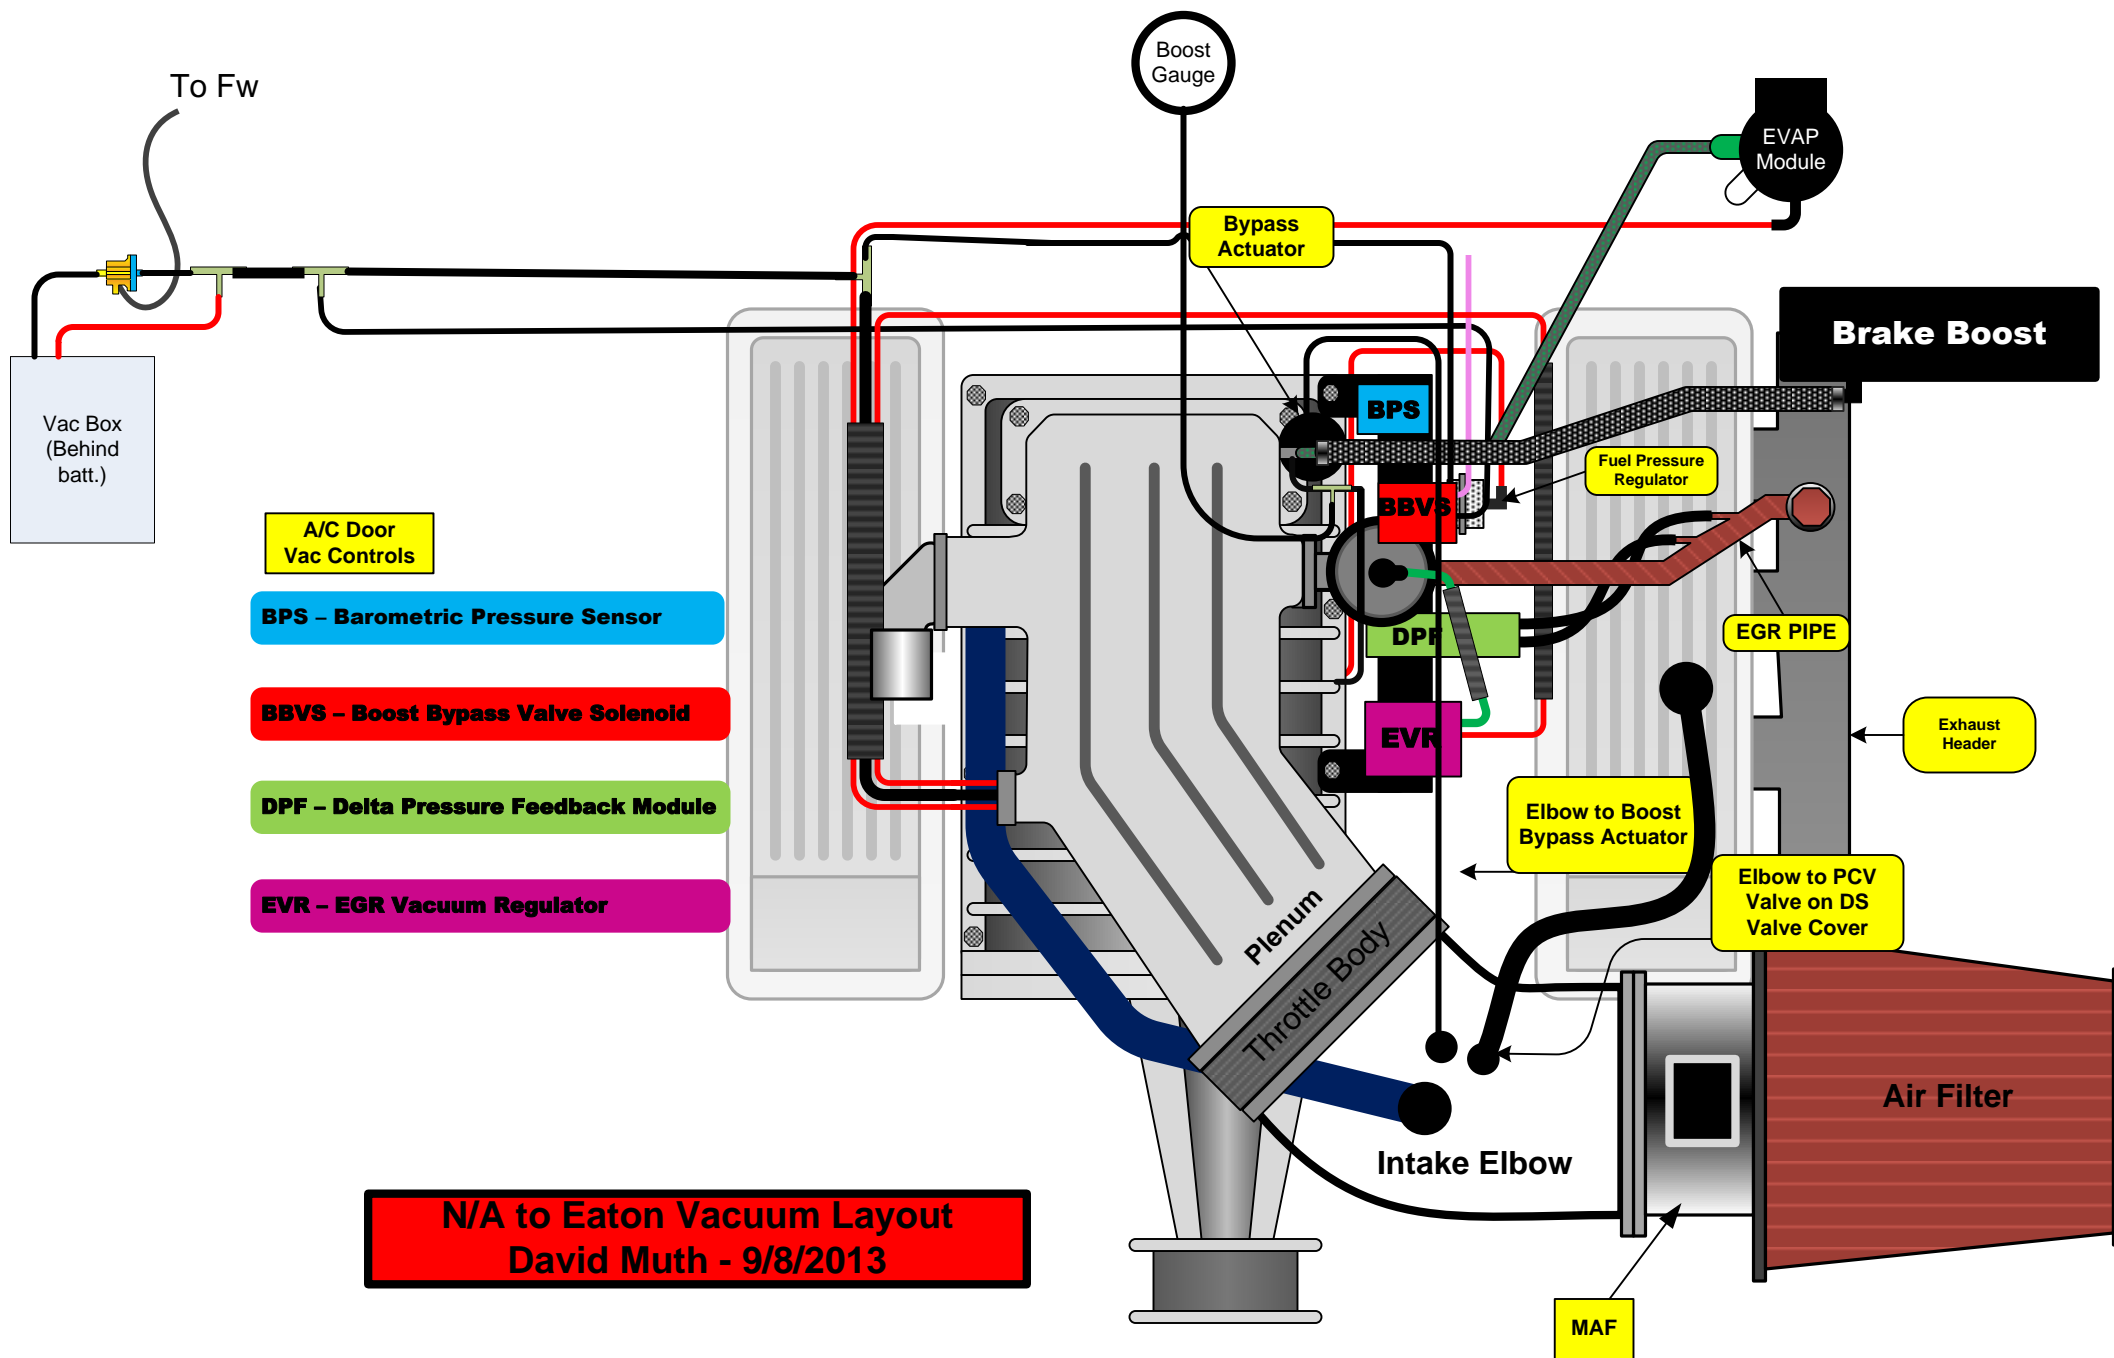 Boost
Gauge
To Fw
EVAP
Module
Bypass
Actuator
Brake Boost
BPS
Vac Box
(Behind
batt.)
Fuel Pressure
Regulator
BBVS
A/C Door
Vac Controls
BPS – Barometric Pressure Sensor
DPF
EGR PIPE
BBVS – Boost Bypass Valve Solenoid
EVR
Exhaust
Header
DPF – Delta Pressure Feedback Module
Elbow to Boost
Bypass Actuator
EVR – EGR Vacuum Regulator
Elbow to PCV
Valve on DS
Valve Cover
Plenum
Throttle Body
Air Filter
Intake Elbow
N/A to Eaton Vacuum Layout
David Muth - 9/8/2013
MAF